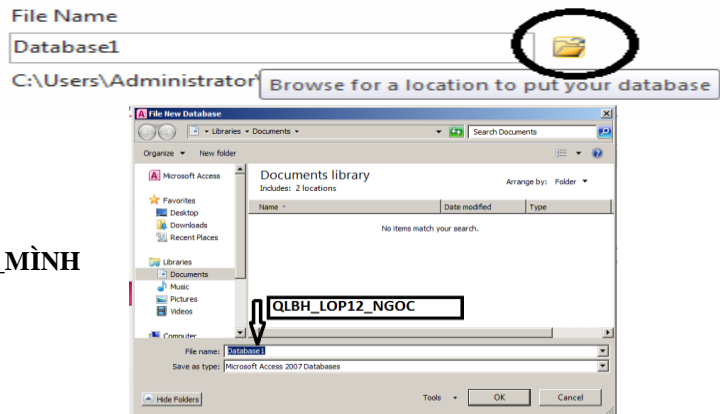 File Name
Database1
C:\Users\Administrator\
Browse for a location to put your database
File New Database
Libraries
Documents
Search Documents
Organize
New folder
Microsoft Access
Favorites
Desktop
Downloads
Recent Places
Libraries
Documents
Music
Pictures
Videos
Computer
Documents library
Includes: 2 locations
Arrange by: Folder
Name
Date modified
Type
No items match your search.
_MÌNH
QLBH_LOP12_NGOC
File name: Database1
Save as type: Microsoft Access 2007 Databases
Hide Folders
Tools
OK
Cancel